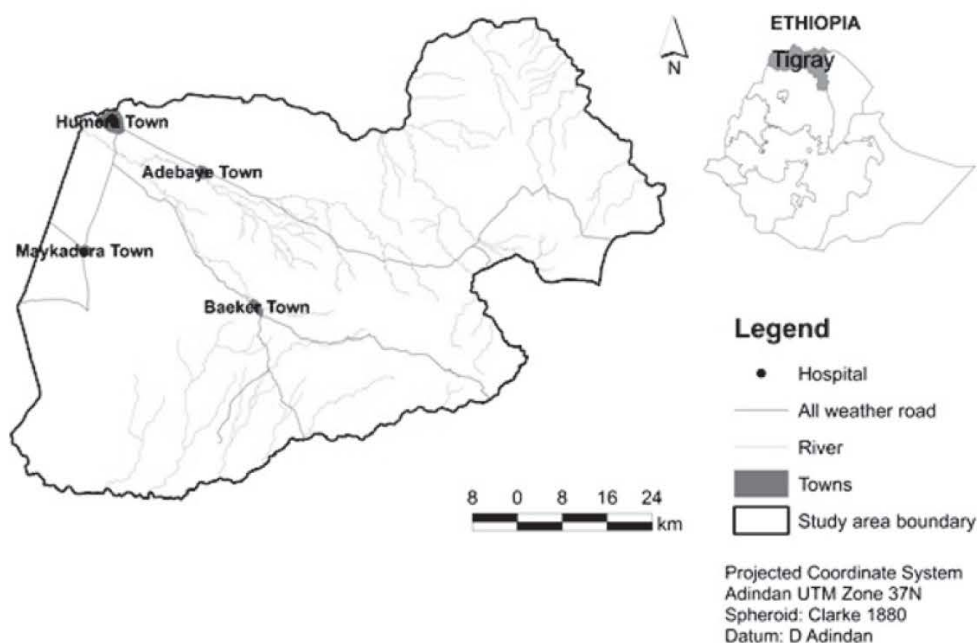 ETHIOPIA
Tigray
N
Humera Town
Adebaye Town
Maykadera Town
Baeker Town
Legend
Hospital
All weather road
River
Towns
Study area boundary
8 0 8 16 24
km
Projected Coordinate System
Adindan UTM Zone 37N
Spheroid: Clarke 1880
Datum: D Adindan